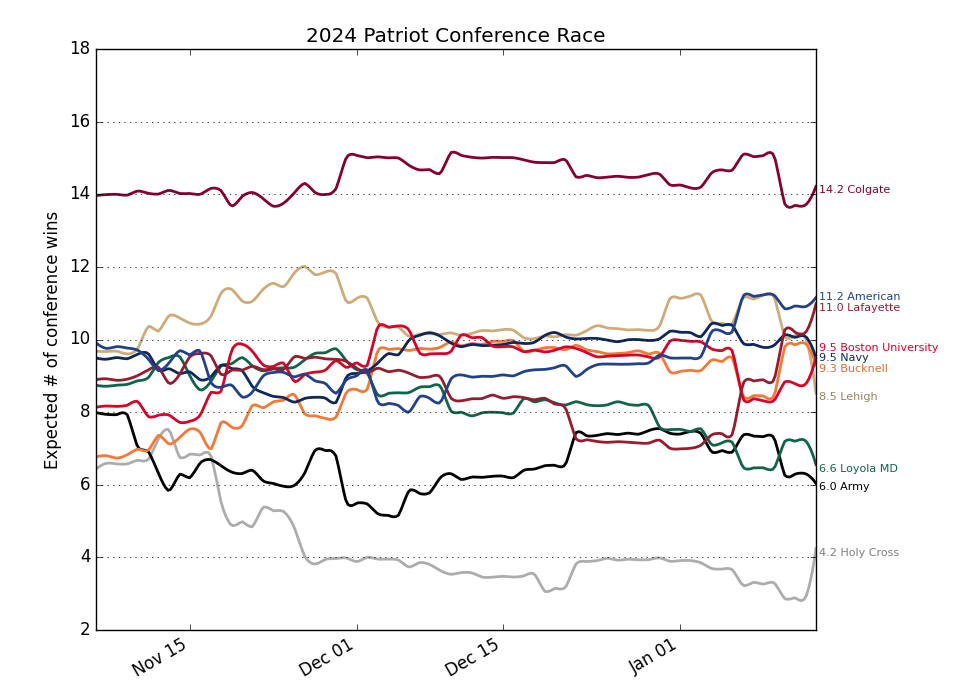 2024 Patriot Conference Race
Expected # of conference wins
18
16
14
12
10
8
6
4
2
Nov 15
Dec 01
Dec 15
Jan 01
14.2 Colgate
11.2 American
11.0 Lafayette
9.5 Boston University
9.5 Navy
9.3 Bucknell
8.5 Lehigh
6.6 Loyola MD
6.0 Army
4.2 Holy Cross